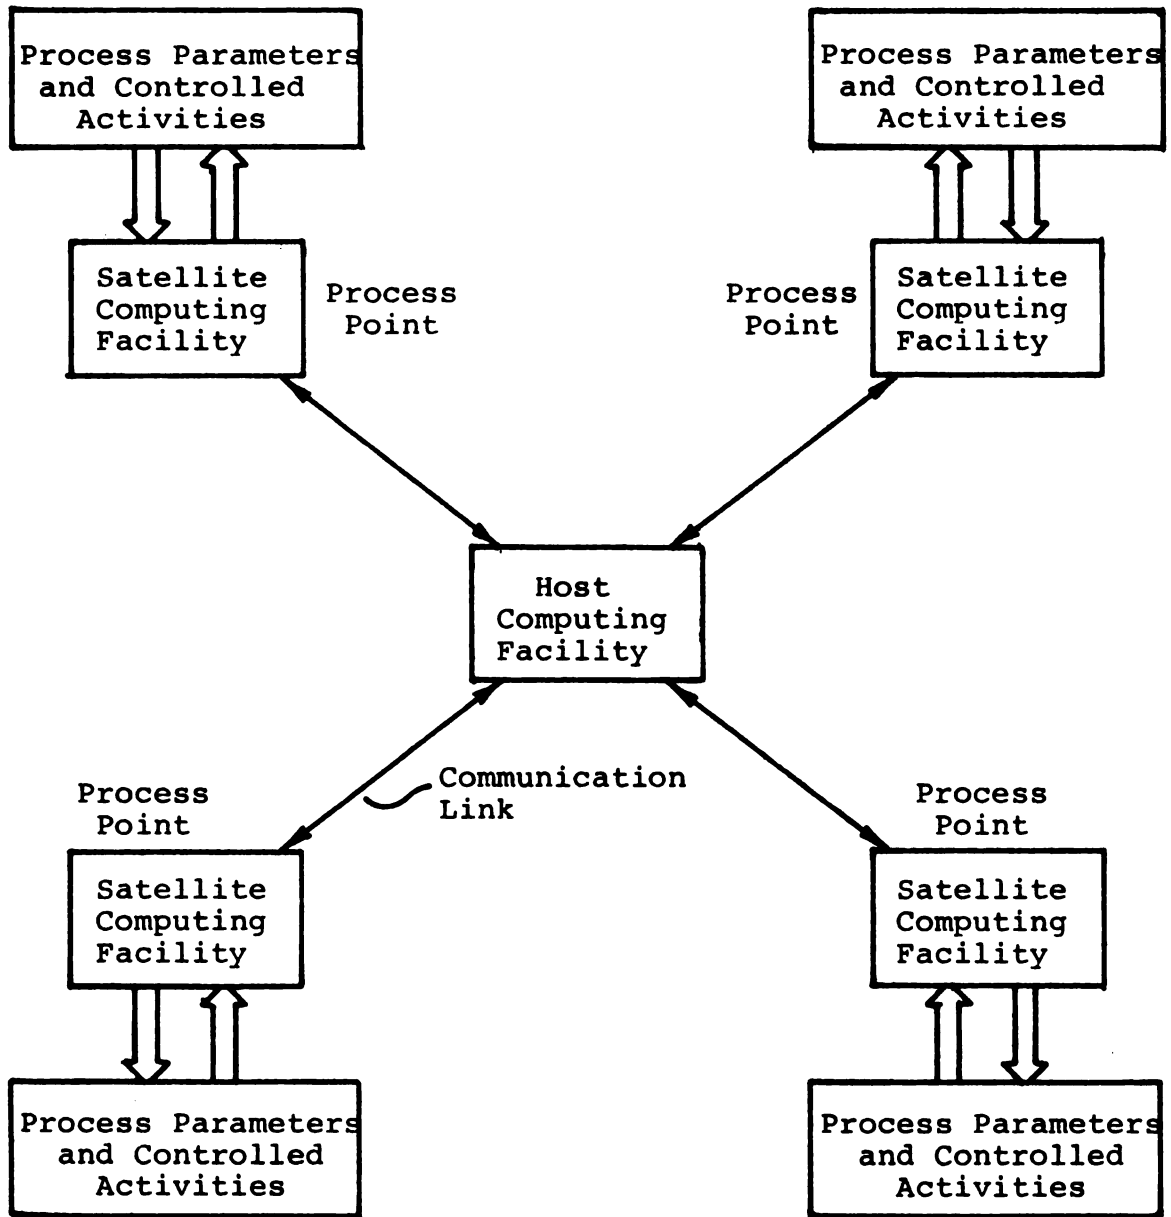 Process Parameters
and Controlled
Activities
Process Parameters
and Controlled
Activities
Satellite
Computing
Facility
Process
Point
Process
Point
Satellite
Computing
Facility
Host
Computing
Facility
Communication
Link
Process
Point
Process
Point
Satellite
Computing
Facility
Satellite
Computing
Facility
Process Parameters
and Controlled
Activities
Process Parameters
and Controlled
Activities